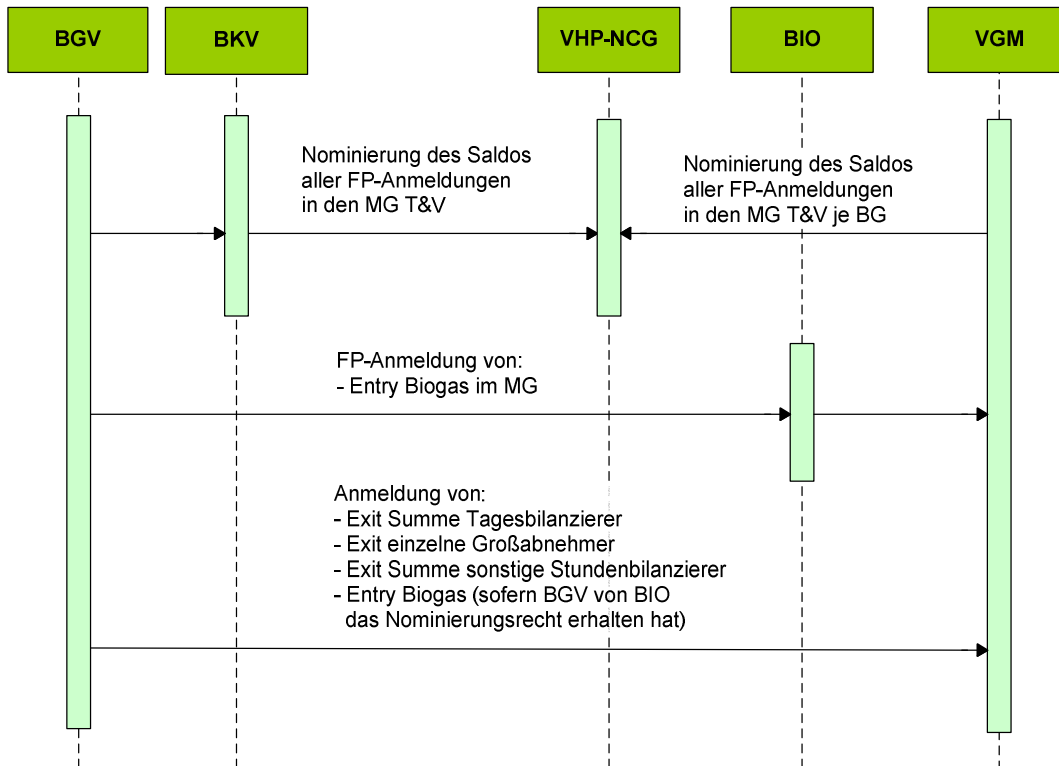 BGV
BKV
VHP-NCG
BIO
VGM
Nominierung des Saldos
aller FP-Anmeldungen
in den MG T&V
Nominierung des Saldos
aller FP-Anmeldungen
in den MG T&V je BG
FP-Anmeldung von:
- Entry Biogas im MG
Anmeldung von:
- Exit Summe Tagesbilanzierer
- Exit einzelne Großabnehmer
- Exit Summe sonstige Stundenbilanzierer
- Entry Biogas (sofern BGV von BIO
das Nominierungsrecht erhalten hat)